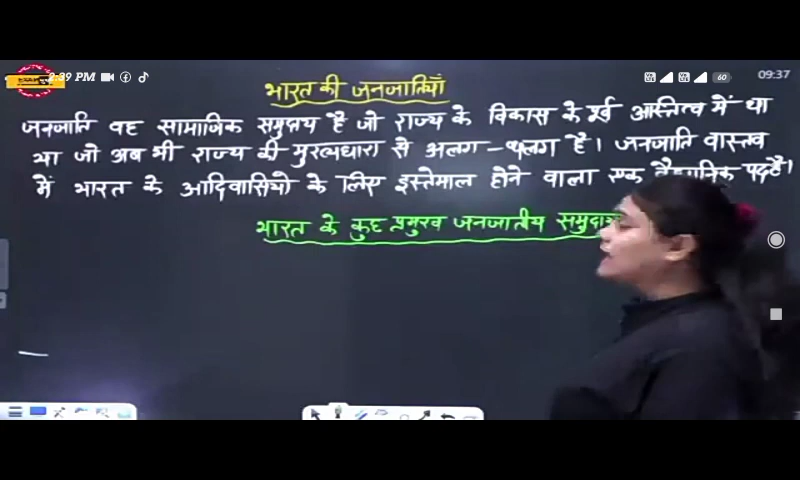 2:39 PM
60
09:37
भारत की जनजातियाँ
जनजाति वह सामाजिक समुदाय है जो राज्य के विकास के पूर्व अस्तित्व में था
या जो अब भी राज्य की मुख्यधारा से अलग-थलग है। जनजाति वास्तव
में भारत के आदिवासियो के लिए इस्तेमाल होने वाला एक वैधानिक पद है।
भारत के कुछ प्रमुख जनजातीय